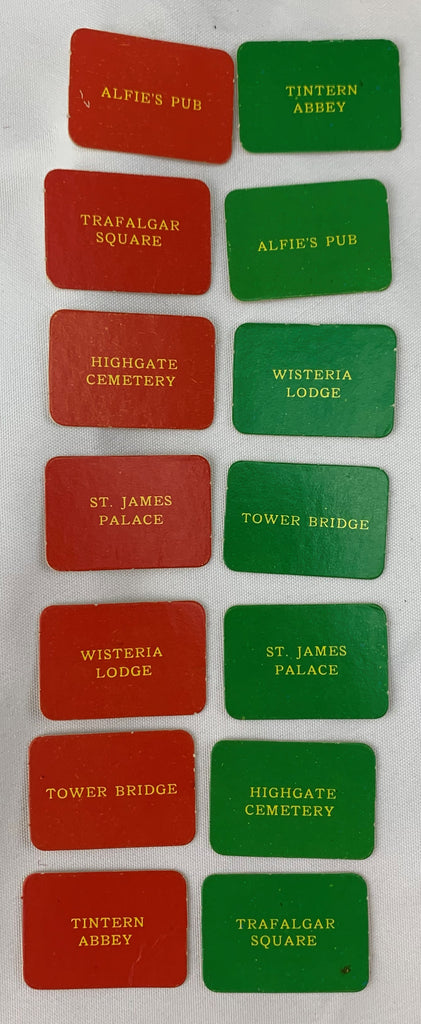 ALFIE'S PUB
TINTERN
ABBEY
TRAFALGAR
SQUARE
ALFIE'S PUB
HIGHGATE
CEMETERY
WISTERIA
LODGE
ST. JAMES
PALACE
TOWER BRIDGE
WISTERIA
LODGE
ST. JAMES
PALACE
TOWER BRIDGE
HIGHGATE
CEMETERY
TINTERN
ABBEY
TRAFALGAR
SQUARE